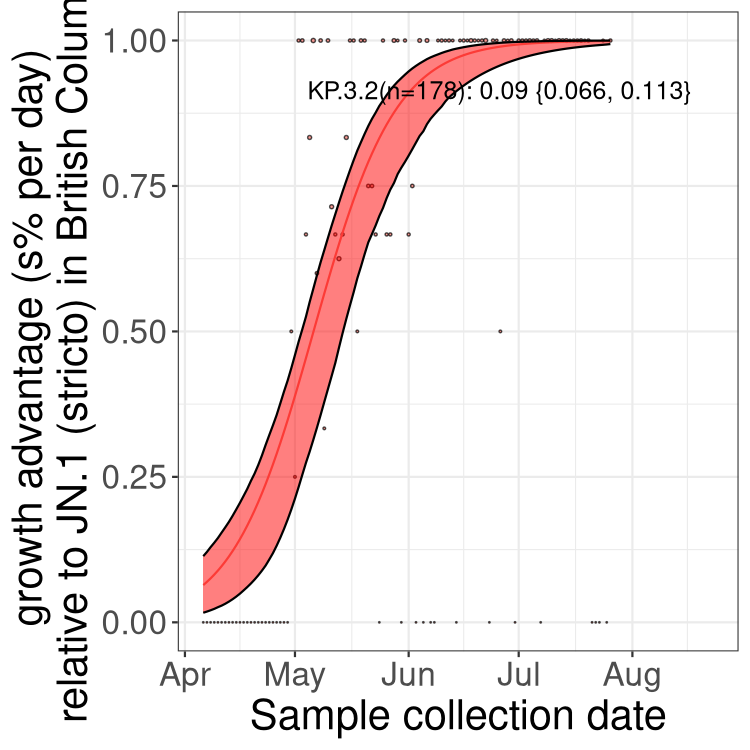 growth advantage (s% per day)
relative to JN.1 (stricto) in British Colum
1.00
0.75
0.50
0.25
0.00
KP.3.2(n=178): 0.09 {0.066, 0.113}
Apr May Jun Jul Aug
Sample collection date